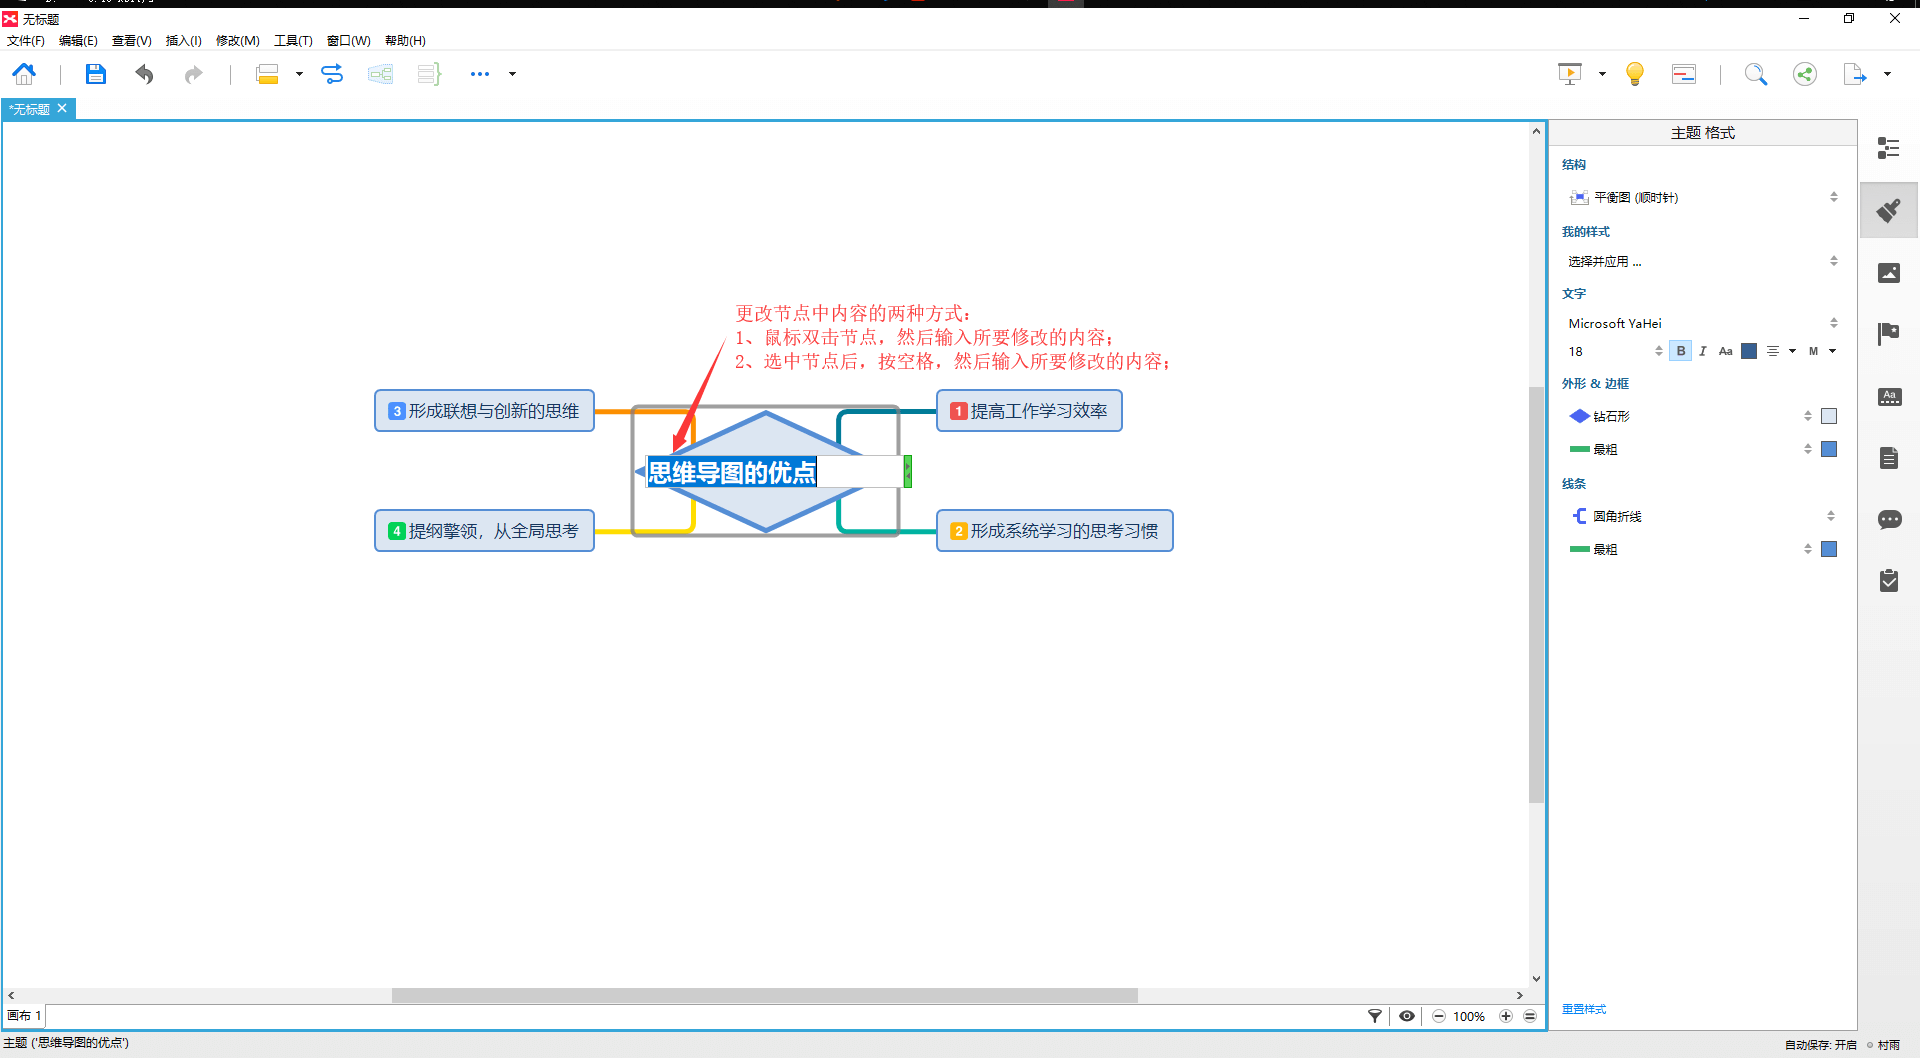 无标题
文件(F) 编辑(E) 查看(V) 插入(I) 修改(M) 工具(T) 窗口(W) 帮助(H)
*无标题
主题 格式
结构
平衡图 (顺时针)
我的样式
选择并应用 ...
文字
Microsoft YaHei
18
B I Aa M
外形 & 边框
钻石形
最粗
线条
圆角折线
最粗
重置样式
更改节点中内容的两种方式：
1、鼠标双击节点，然后输入所要修改的内容；
2、选中节点后，按空格，然后输入所要修改的内容；
3 形成联想与创新的思维
1 提高工作学习效率
思维导图的优点
4 提纲擎领，从全局思考
2 形成系统学习的思考习惯
Aa
画布 1
100%
主题 ('思维导图的优点')
自动保存: 开启
村雨